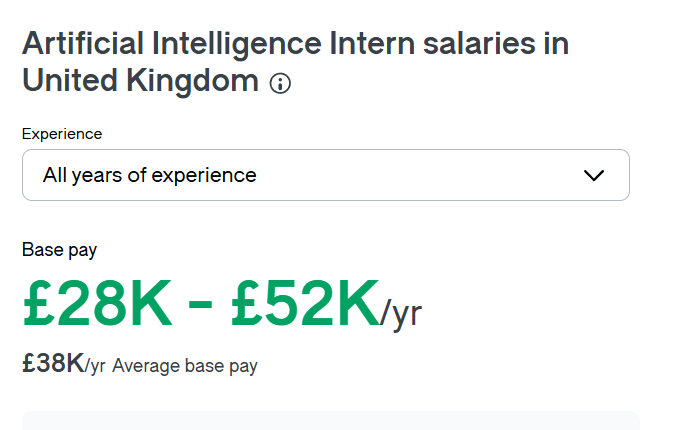 Artificial Intelligence Intern salaries in
United Kingdom
Experience
All years of experience
Base pay
£28K - £52K/yr
£38K/yr Average base pay